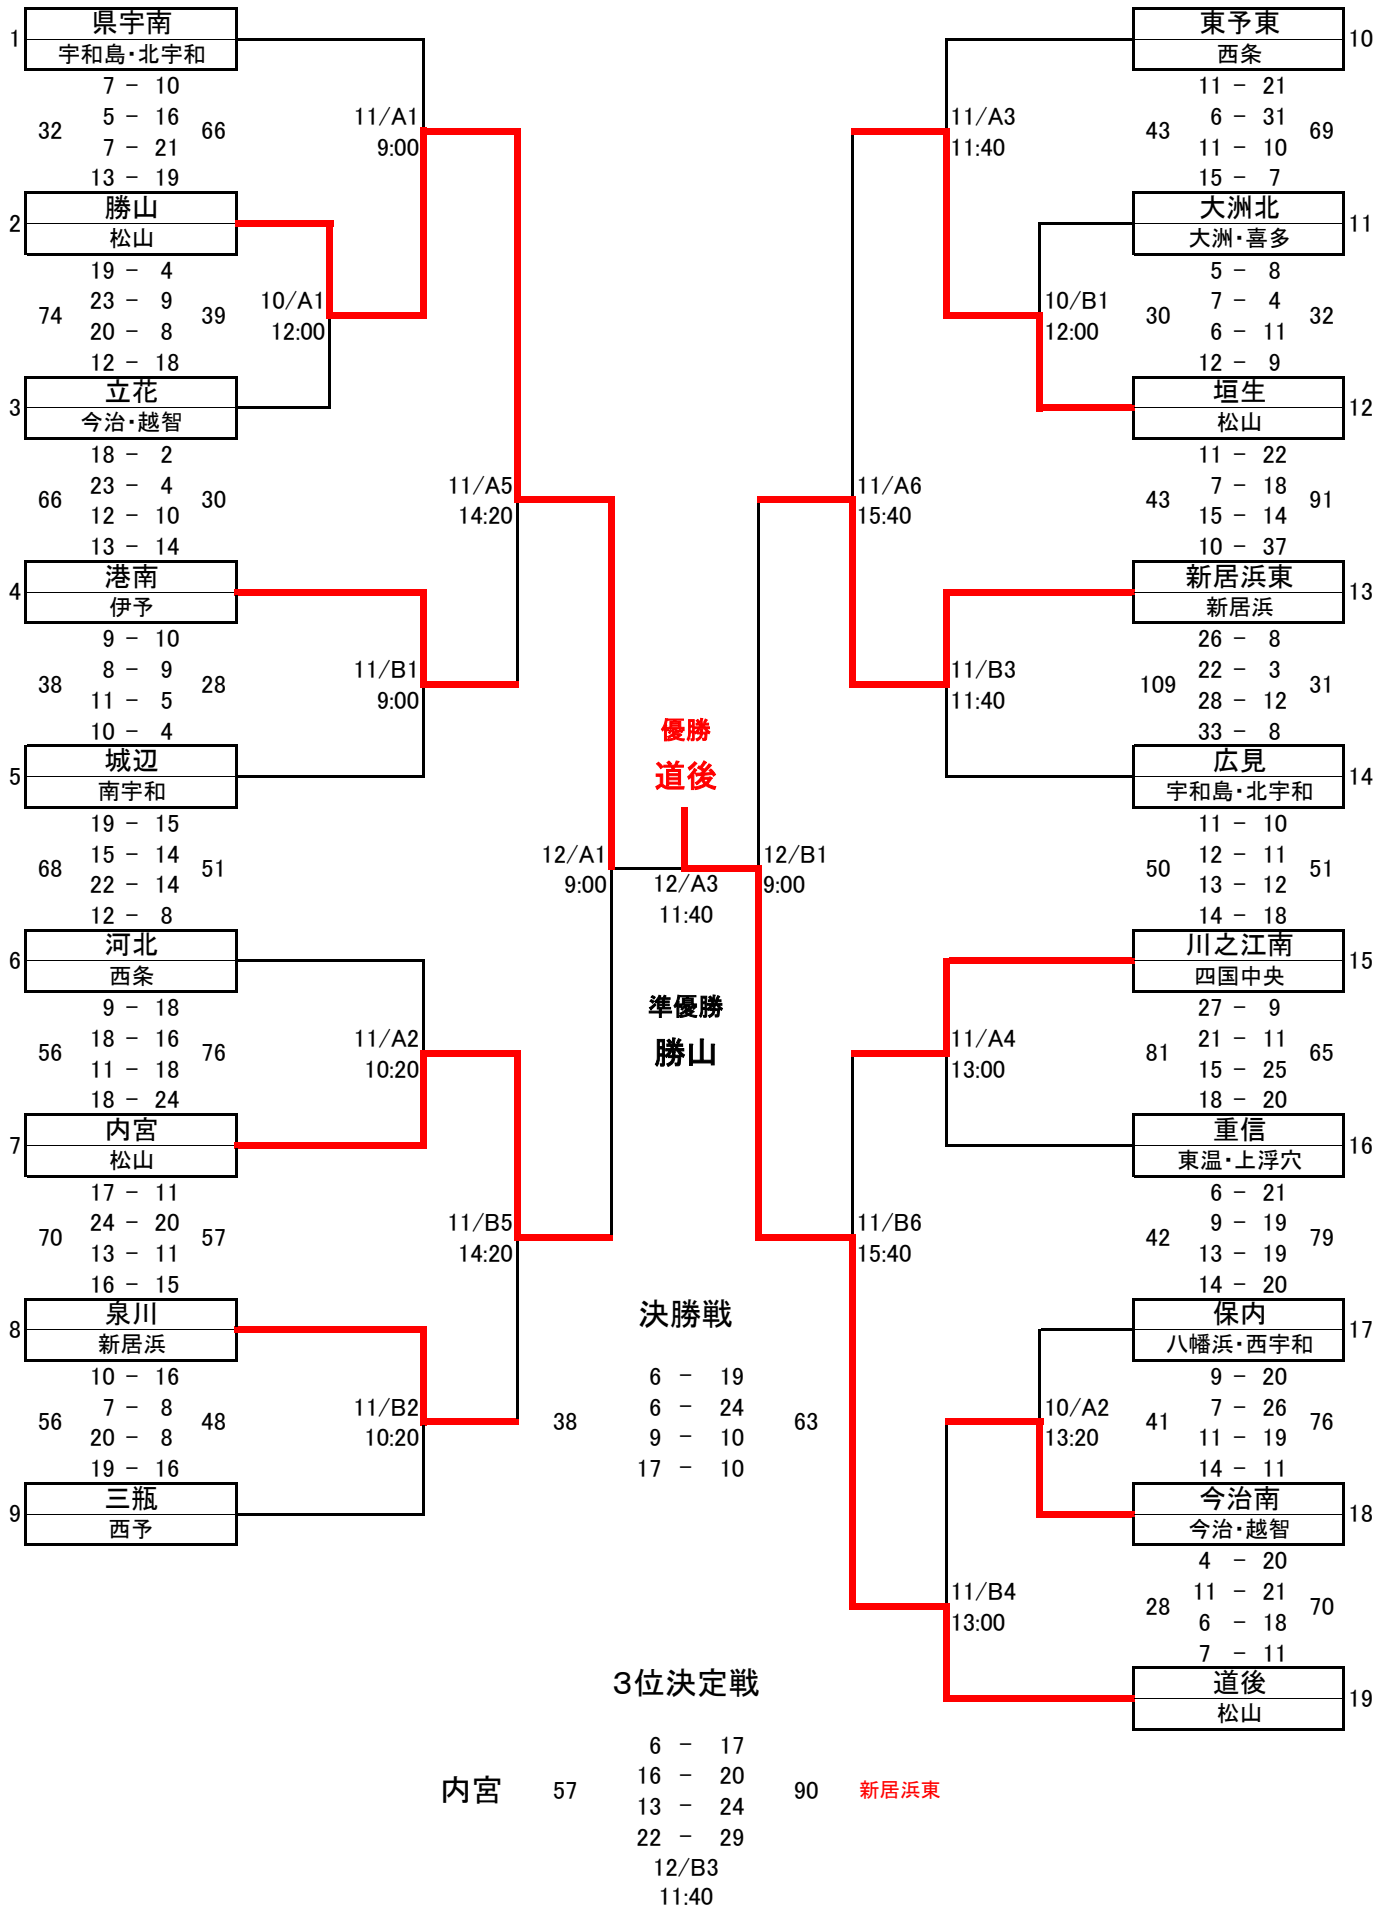 1
県宇南
宇和島・北宇和
7 － 10
5 － 16
32
66
7 － 21
13 － 19
11/A1
9:00
2
勝山
松山
19 － 4
23 － 9
74
39
20 － 8
12 － 18
10/A1
12:00
3
立花
今治・越智
18 － 2
23 － 4
66
30
12 － 10
13 － 14
11/A5
14:20
4
港南
伊予
9 － 10
8 － 9
38
28
11 － 5
10 － 4
11/B1
9:00
5
城辺
南宇和
19 － 15
15 － 14
68
51
22 － 14
12 － 8
12/A1
9:00
6
河北
西条
9 － 18
18 － 16
56
76
11 － 18
18 － 24
11/A2
10:20
7
内宮
松山
17 － 11
24 － 20
70
57
13 － 11
16 － 15
11/B5
14:20
8
泉川
新居浜
10 － 16
7 － 8
56
48
20 － 8
19 － 16
11/B2
10:20
9
三瓶
西予
優勝
道後
12/A3
11:40
準優勝
勝山
決勝戦
6 － 19
6 － 24
38
63
9 － 10
17 － 10
3位決定戦
6 － 17
16 － 20
内宮 57
90 新居浜東
13 － 24
22 － 29
12/B3
11:40
東予東
10
西条
11 － 21
6 － 31
43
69
11 － 10
15 － 7
11/A3
11:40
大洲北
11
大洲・喜多
5 － 8
7 － 4
30
32
6 － 11
12 － 9
10/B1
12:00
垣生
12
松山
11 － 22
7 － 18
43
91
15 － 14
10 － 37
11/A6
15:40
新居浜東
13
新居浜
26 － 8
22 － 3
109
31
28 － 12
33 － 8
11/B3
11:40
広見
14
宇和島・北宇和
11 － 10
12 － 11
50
51
13 － 12
14 － 18
12/B1
9:00
川之江南
15
四国中央
27 － 9
21 － 11
81
65
15 － 25
18 － 20
11/A4
13:00
重信
16
東温・上浮穴
6 － 21
9 － 19
42
79
13 － 19
14 － 20
11/B6
15:40
保内
17
八幡浜・西宇和
9 － 20
7 － 26
41
76
11 － 19
14 － 11
10/A2
13:20
今治南
18
今治・越智
4 － 20
11 － 21
28
70
6 － 18
7 － 11
11/B4
13:00
道後
19
松山